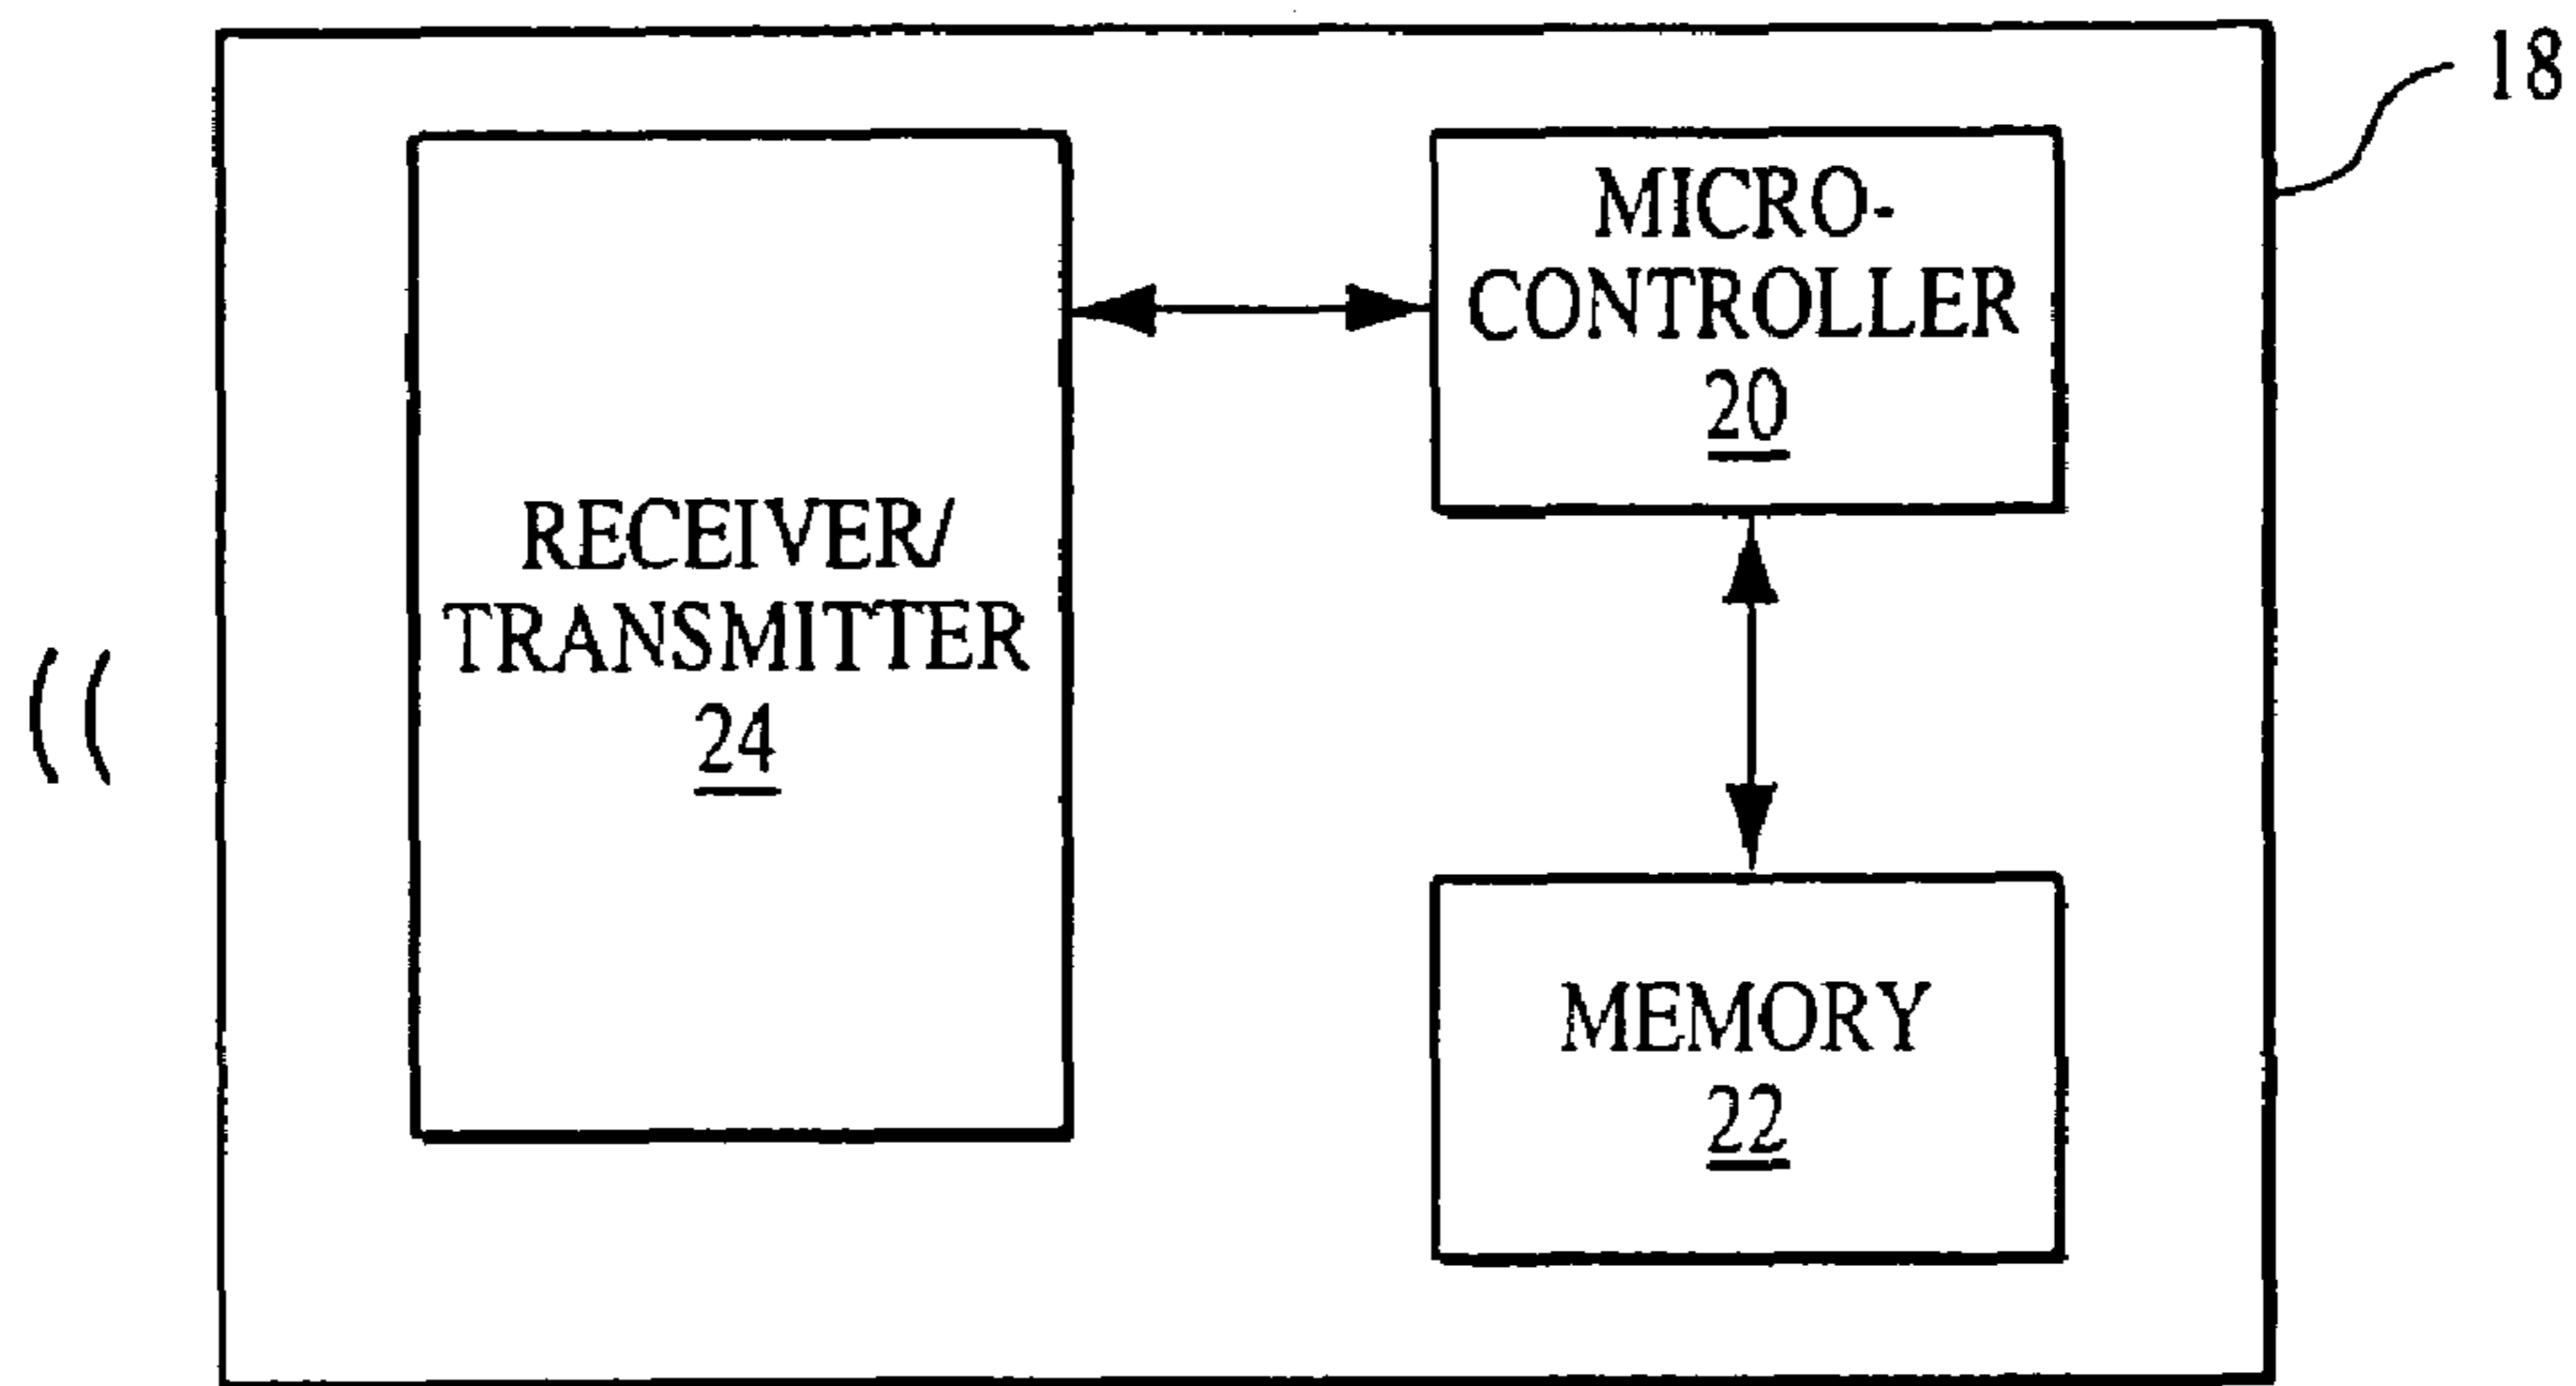 18
MICRO-
CONTROLLER
20
RECEIVER/
TRANSMITTER
24
MEMORY
22